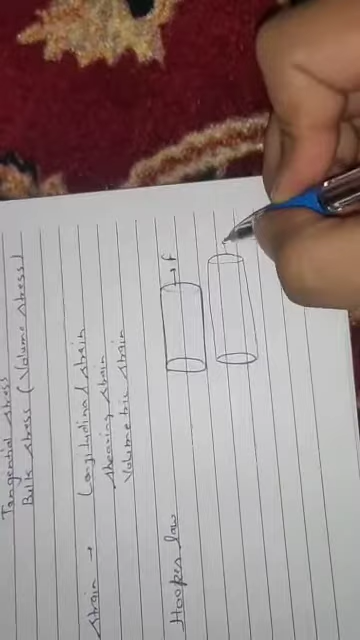 Tangential stress
Bulk stress (Volume stress)
strain → Longitudinal strain
shearing strain
Volumetric strain
Hookes law
→ F